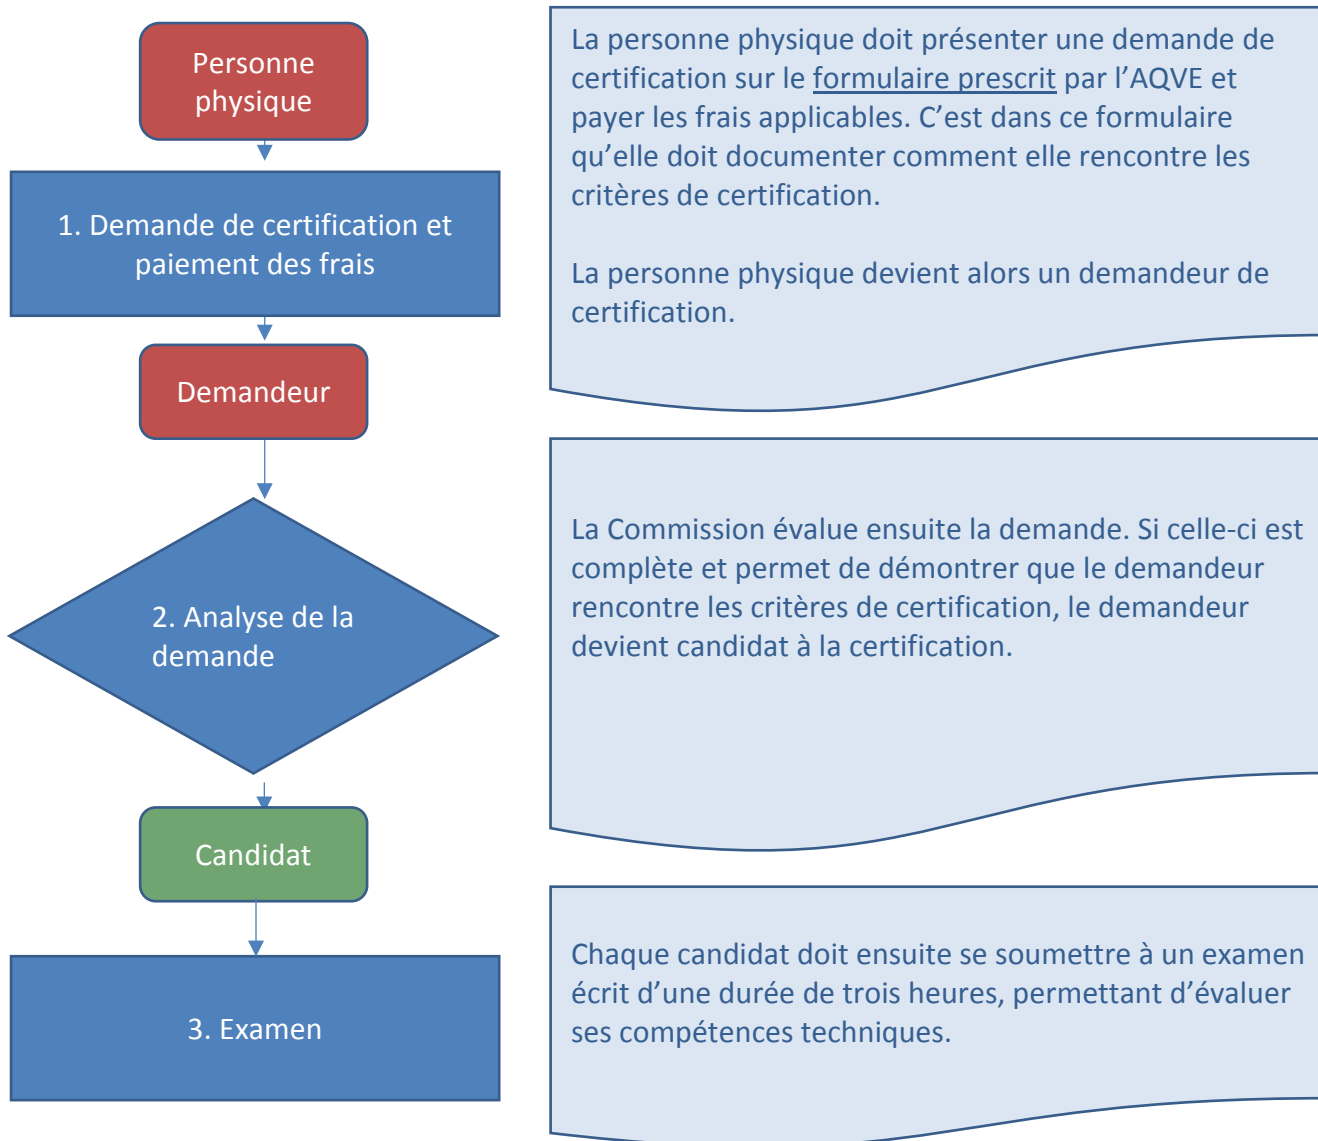 Personne
physique
La personne physique doit présenter une demande de
certification sur le formulaire prescrit par l’AQVE et
payer les frais applicables. C’est dans ce formulaire
qu’elle doit documenter comment elle rencontre les
critères de certification.
La personne physique devient alors un demandeur de
certification.
1. Demande de certification et
paiement des frais
Demandeur
La Commission évalue ensuite la demande. Si celle-ci est
complète et permet de démontrer que le demandeur
rencontre les critères de certification, le demandeur
devient candidat à la certification.
2. Analyse de la
demande
Candidat
Chaque candidat doit ensuite se soumettre à un examen
écrit d’une durée de trois heures, permettant d’évaluer
ses compétences techniques.
3. Examen